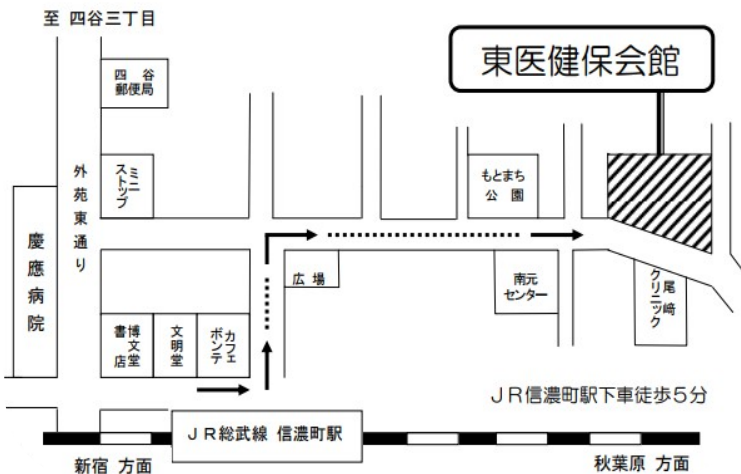 至 四谷三丁目
東医健保会館
四谷
郵便局
ミニ
ストップ
外苑東通り
慶應病院
もとまち
公園
広場
南元
センター
尾﨑
クリニック
博文堂
書店
文明堂
カフェ
ボンテ
JR信濃町駅下車徒歩5分
JR総武線 信濃町駅
新宿 方面
秋葉原 方面